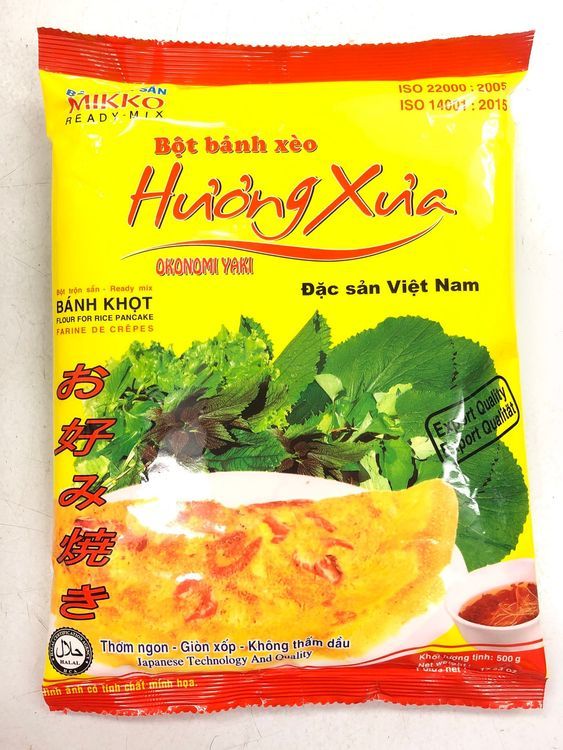 SẴN
MIKKO
READY-MIX
ISO 22000 : 2005
ISO 14001 : 2015
Bột bánh xèo
Hương Xưa
OKONOMI YAKI
Đặc sản Việt Nam
Bột trộn sẵn - Ready mix
BÁNH KHỌT
FLOUR FOR RICE PANCAKE
FARINE DE CRÊPES
お好み焼き
Export Quality
Export Qualität
HALAL
Thơm ngon - Giòn xốp - Không thấm dầu
Japanese Technology And Quality
Khối lượng tịnh: 500 g
Net weight
net
Hình ảnh có tính chất minh họa